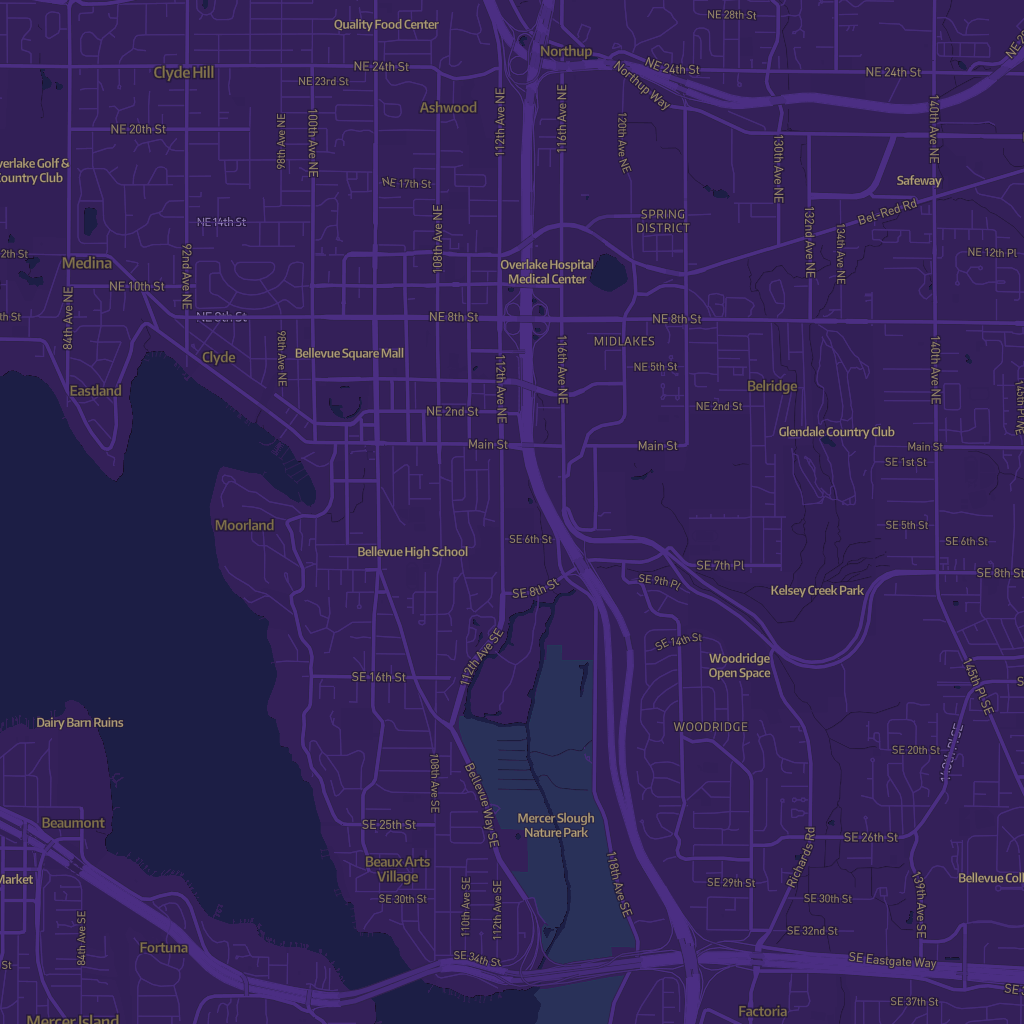 NE 28th St
Quality Food Center
Northup
NE 24th St
NE 24th St
NE 24th St
Clyde Hill
NE 23rd St
Northup Way
Ashwood
112th Ave NE
116th Ave NE
120th Ave NE
140th Ave NE
NE 20th St
98th Ave NE
100th Ave NE
130th Ave NE
Country Club
NE 17th St
Safeway
NE 14th St
108th Ave NE
SPRING
DISTRICT
Bel-Red Rd
132nd Ave NE
134th Ave NE
NE 12th Pl
Medina
92nd Ave NE
Overlake Hospital
Medical Center
NE 10th St
84th Ave NE
NE 8th St
NE 8th St
NE 8th St
MIDLAKES
Clyde
98th Ave NE
Bellevue Square Mall
112th Ave NE
116th Ave NE
NE 5th St
140th Ave NE
Eastland
Belridge
145th Pl NE
NE 2nd St
NE 2nd St
Glendale Country Club
Main St
Main St
Main St
SE 1st St
Moorland
SE 5th St
SE 6th St
SE 6th St
Bellevue High School
SE 7th Pl
SE 8th St
SE 8th St
SE 9th Pl
Kelsey Creek Park
112th Ave SE
SE 14th St
Woodridge
Open Space
SE 16th St
145th Pl SE
Dairy Barn Ruins
WOODRIDGE
SE 20th St
108th Ave SE
Bellevue Way SE
Beaumont
SE 25th St
Mercer Slough
Nature Park
SE 26th St
Richards Rd
Beaux Arts
Village
Market
118th Ave SE
SE 29th St
Bellevue Coll
SE 30th St
SE 30th St
110th Ave SE
112th Ave SE
139th Ave SE
84th Ave SE
SE 32nd St
Fortuna
SE 34th St
SE Eastgate Way
SE 37th St
Factoria
Mercer Island